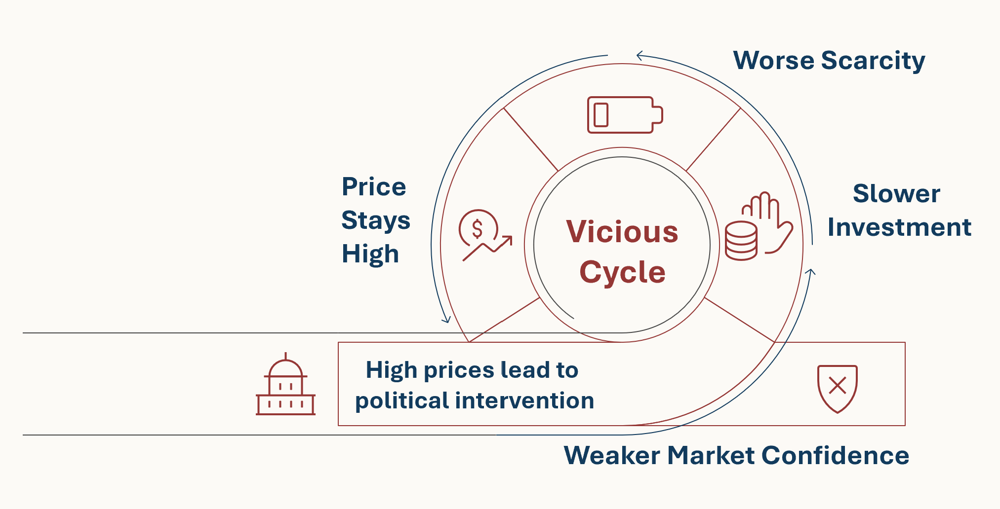 Worse Scarcity
Price
Stays
High
$
Vicious
Cycle
Slower
Investment
High prices lead to
political intervention
Weaker Market Confidence